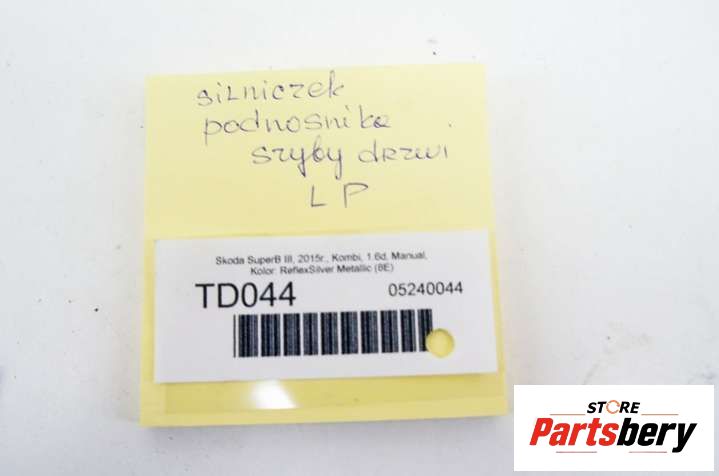 silniczek
podnosnika
szyby drzwi
L P
Skoda SuperB III, 2015r., Kombi, 1.6d, Manual,
Kolor: ReflexSilver Metallic (8E)
TD044 05240044
STORE
Partsbery